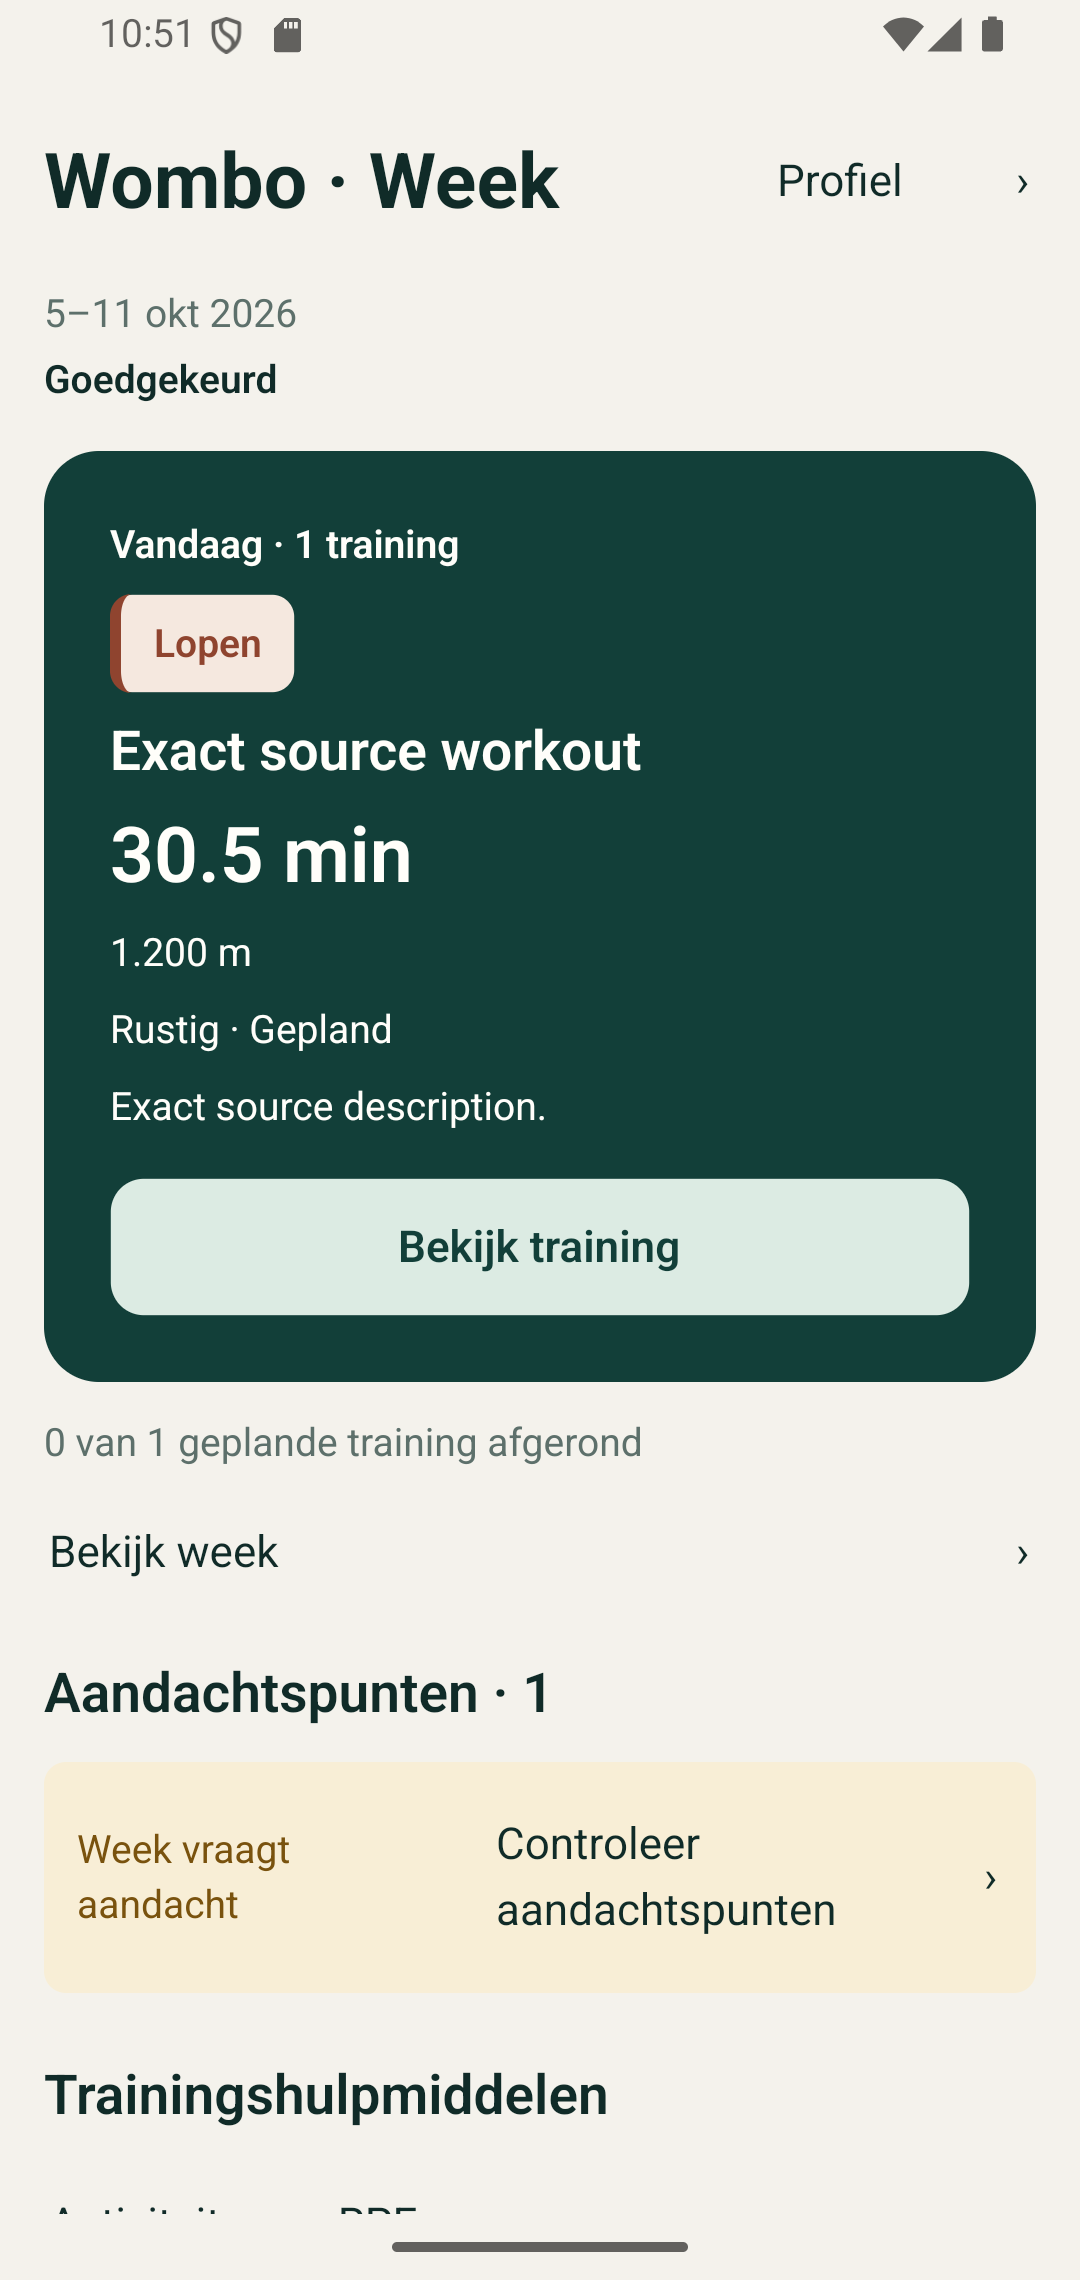 10:51
Wombo · Week
Profiel ›
5–11 okt 2026
Goedgekeurd
Vandaag · 1 training
Lopen
Exact source workout
30.5 min
1.200 m
Rustig · Gepland
Exact source description.
Bekijk training
0 van 1 geplande training afgerond
Bekijk week ›
Aandachtspunten · 1
Week vraagt
aandacht
Controleer
aandachtspunten
›
Trainingshulpmiddelen